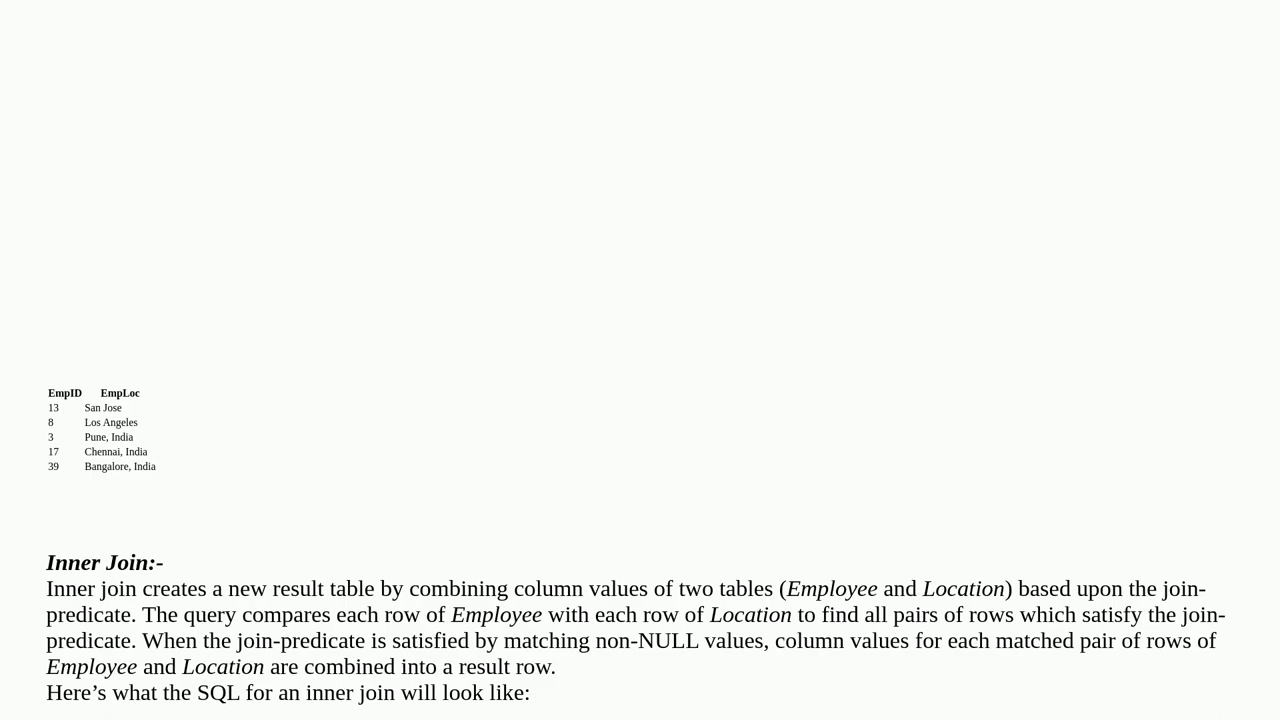 EmpID EmpLoc
13 San Jose
8 Los Angeles
3 Pune, India
17 Chennai, India
39 Bangalore, India
Inner Join:-
Inner join creates a new result table by combining column values of two tables (Employee and Location) based upon the join-
predicate. The query compares each row of Employee with each row of Location to find all pairs of rows which satisfy the join-
predicate. When the join-predicate is satisfied by matching non-NULL values, column values for each matched pair of rows of
Employee and Location are combined into a result row.
Here’s what the SQL for an inner join will look like: